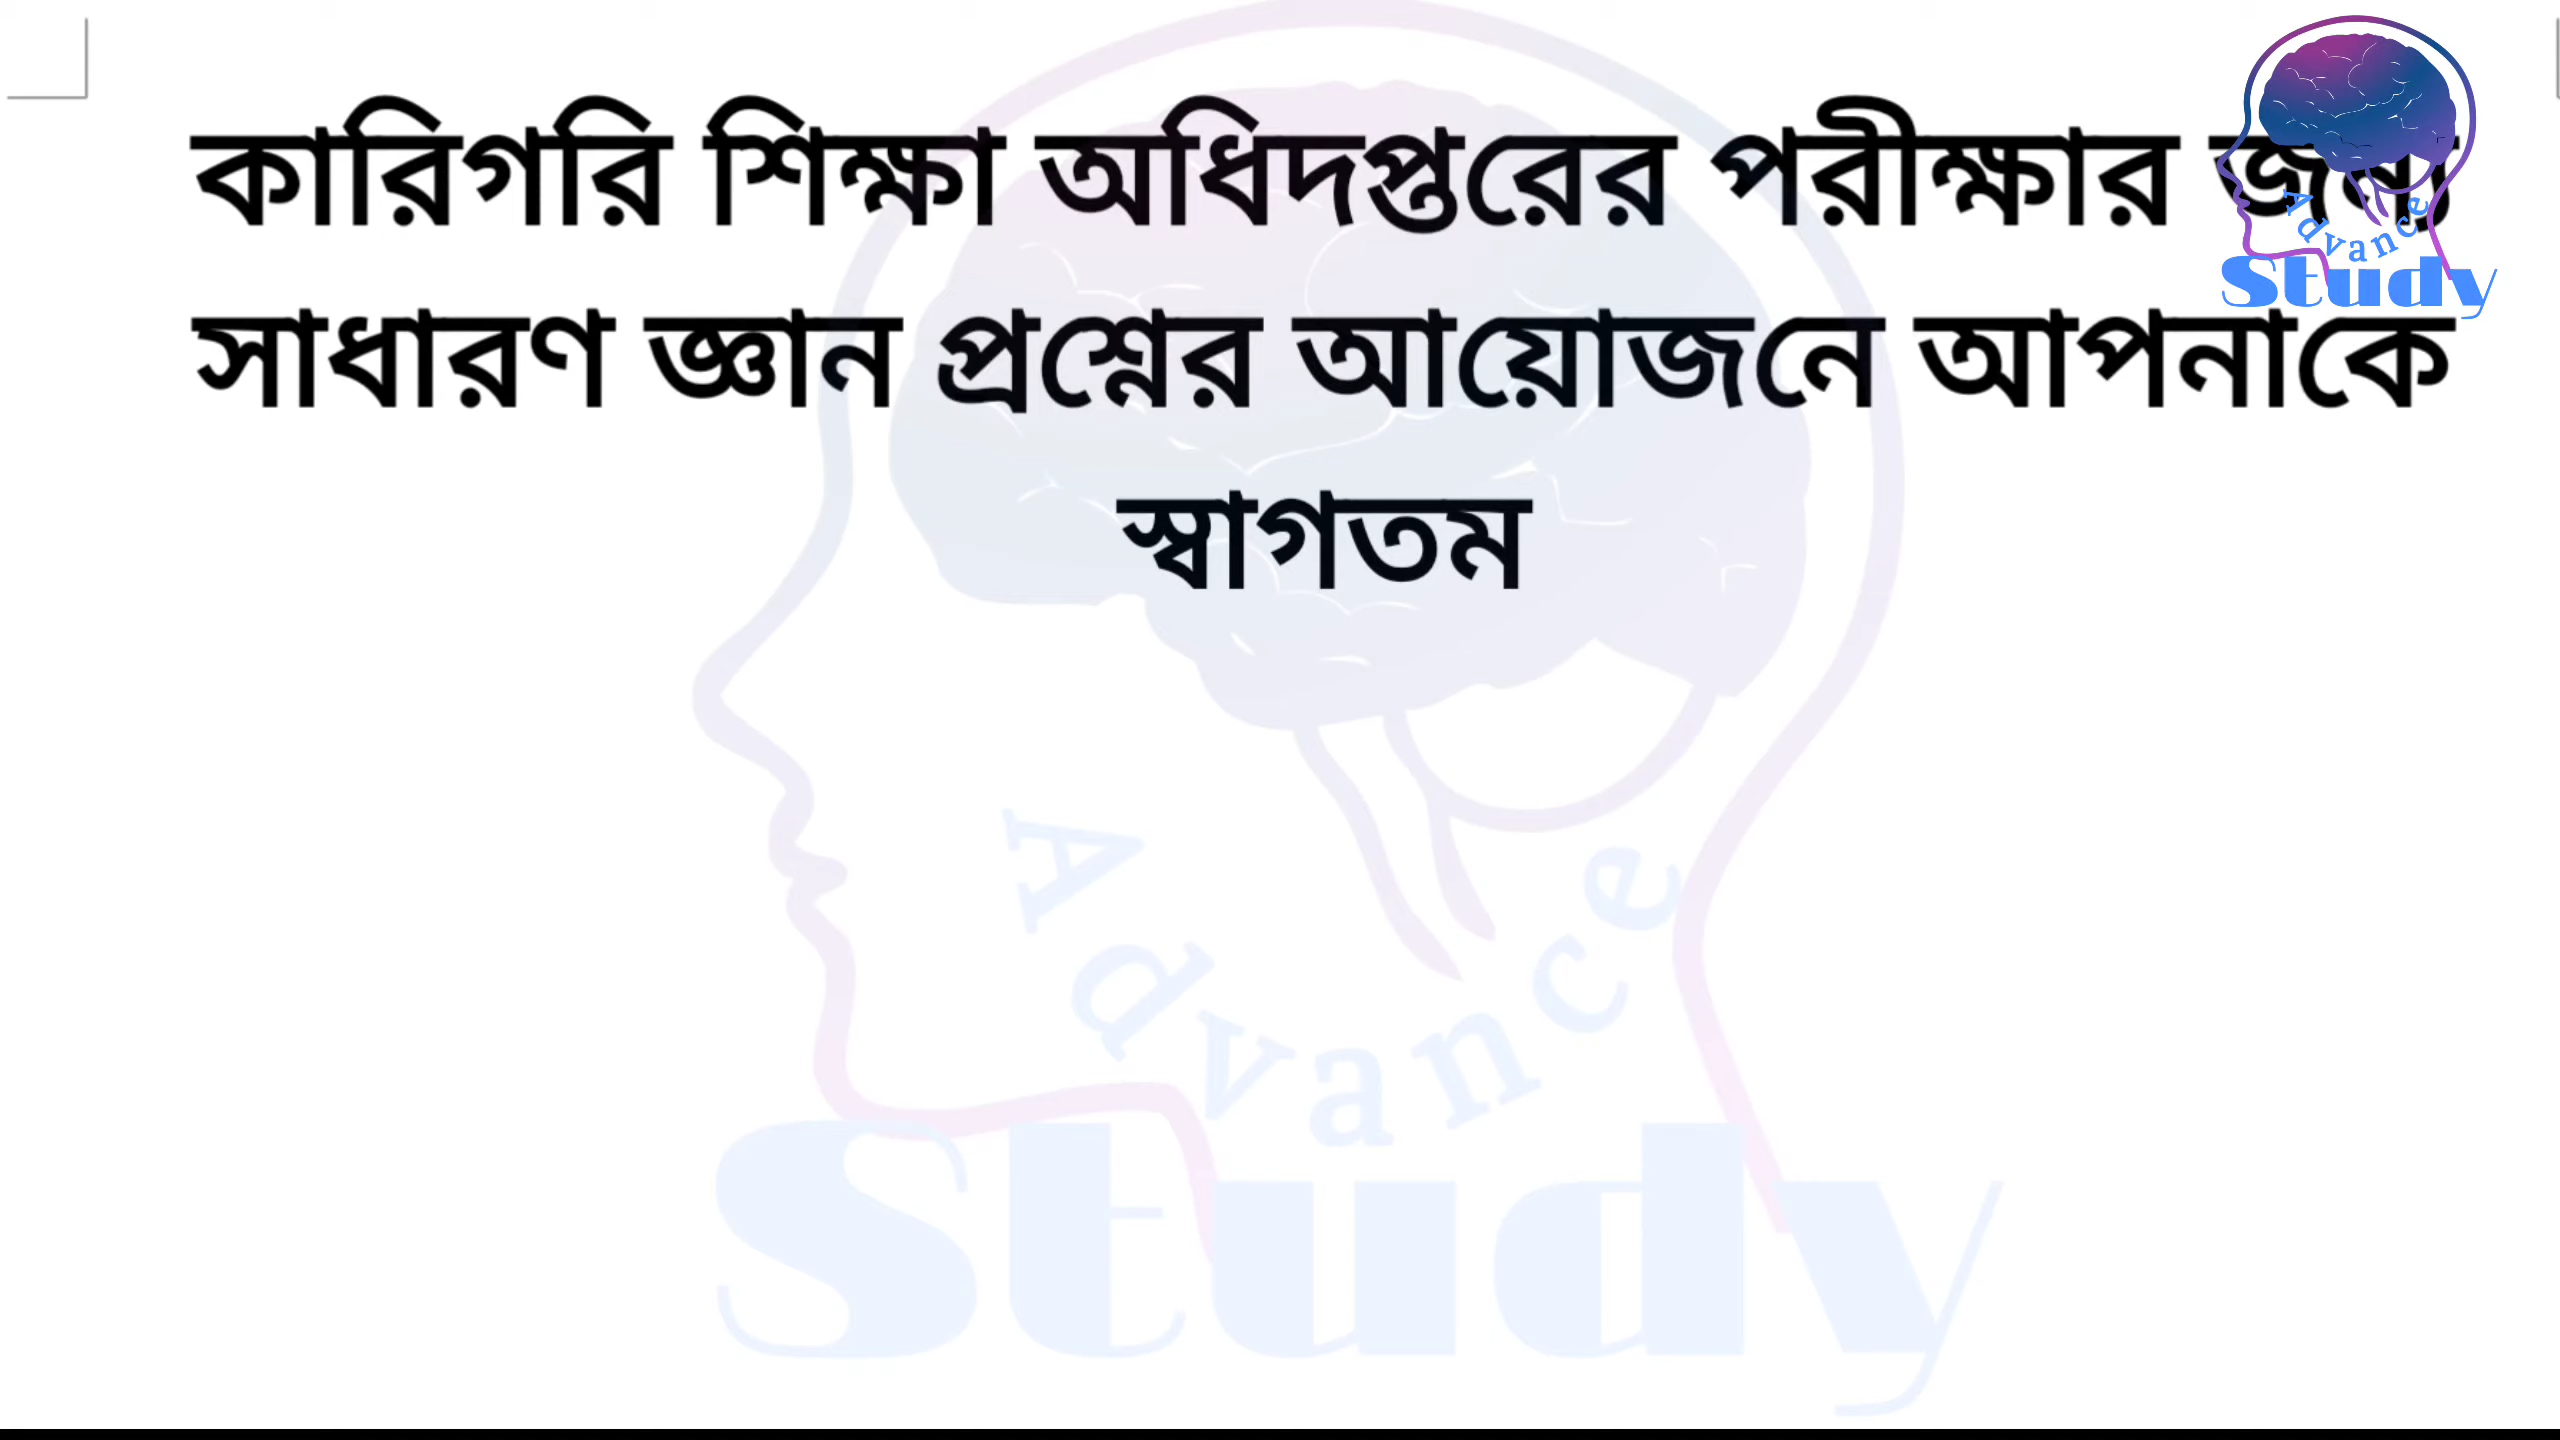 কারিগরি শিক্ষা অধিদপ্তরের পরীক্ষার জন্য
সাধারণ জ্ঞান প্রশ্নের আয়োজনে আপনাকে
স্বাগতম
Advance
Study
Advance
Study